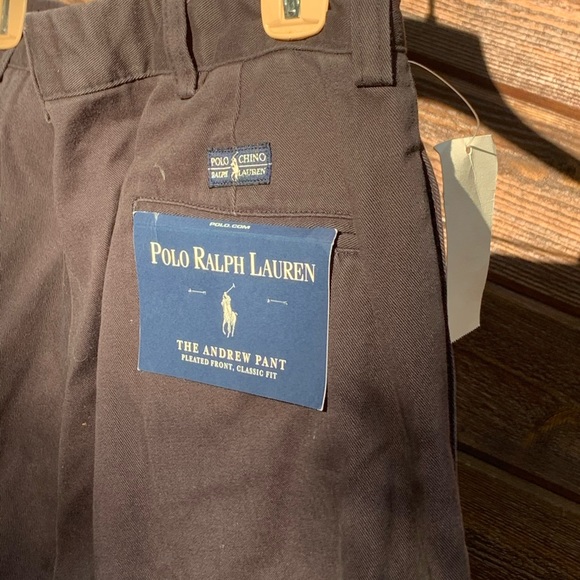 POLO CHINO
RALPH LAUREN
POLO.COM
POLO RALPH LAUREN
THE ANDREW PANT
PLEATED FRONT, CLASSIC FIT